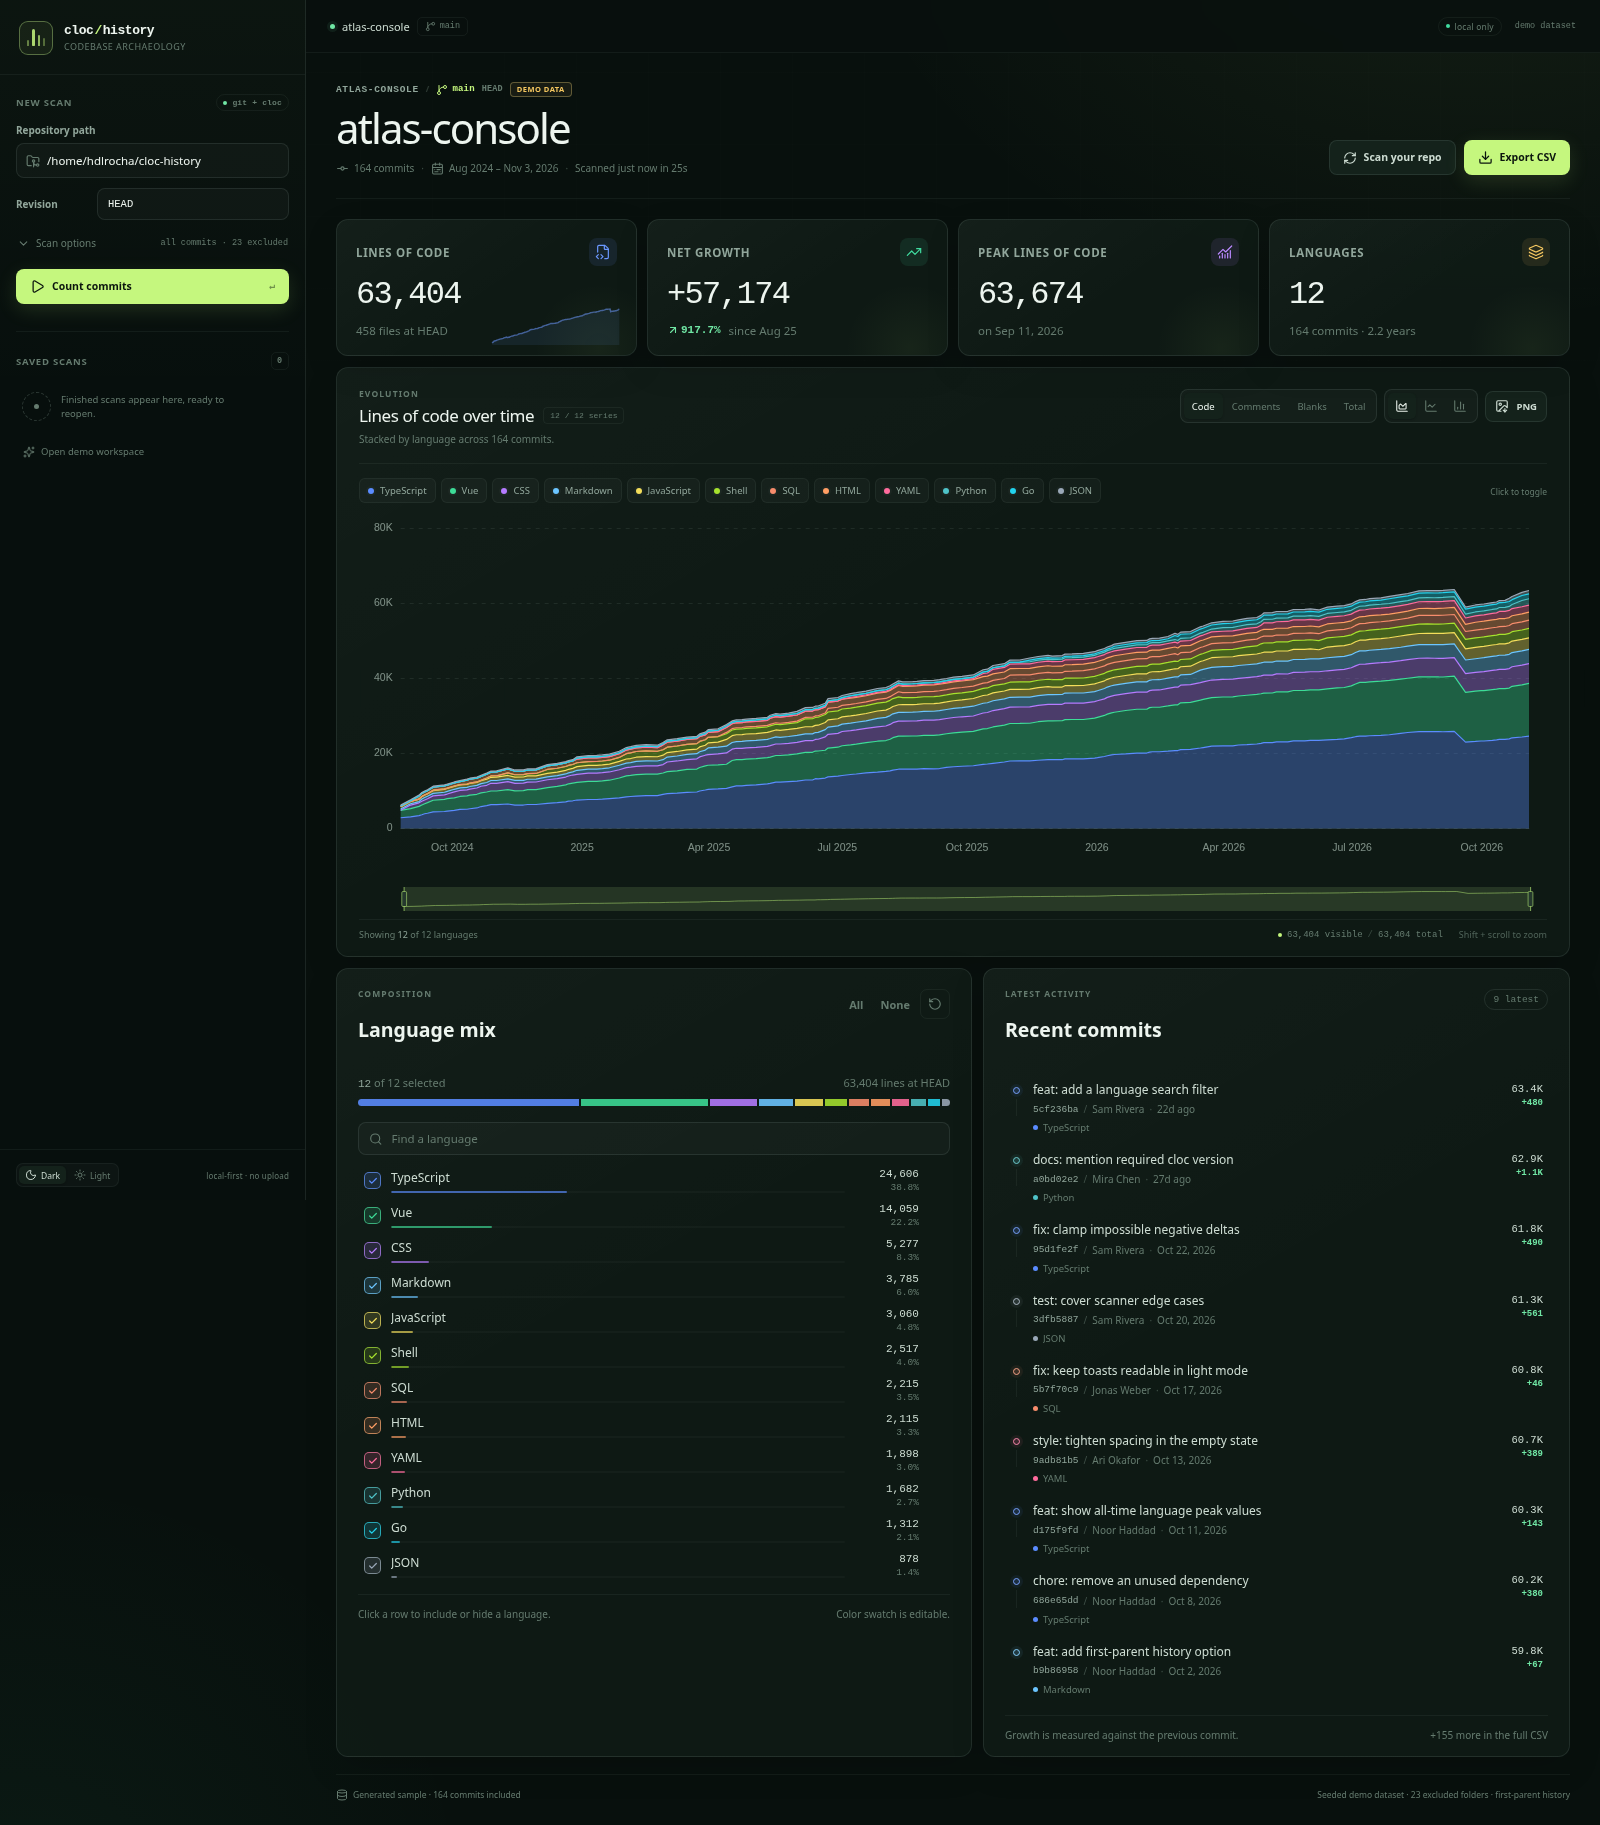 cloc/history
CODEBASE ARCHAEOLOGY
NEW SCAN
git + cloc
Repository path
/home/hdlrocha/cloc-history
Revision
HEAD
Scan options
all commits · 23 excluded
Count commits
↵
SAVED SCANS
0
Finished scans appear here, ready to
reopen.
Open demo workspace
Dark
Light
local-first · no upload
atlas-console
main
local only
demo dataset
ATLAS-CONSOLE / main HEAD DEMO DATA
atlas-console
164 commits · Aug 2024 – Nov 3, 2026 · Scanned just now in 25s
Scan your repo
Export CSV
LINES OF CODE
63,404
458 files at HEAD
NET GROWTH
+57,174
917.7% since Aug 25
PEAK LINES OF CODE
63,674
on Sep 11, 2026
LANGUAGES
12
164 commits · 2.2 years
EVOLUTION
Lines of code over time
12 / 12 series
Stacked by language across 164 commits.
Code Comments Blanks Total
PNG
TypeScript Vue CSS Markdown JavaScript Shell SQL HTML YAML Python Go JSON
Click to toggle
80K
60K
40K
20K
0
Oct 2024 2025 Apr 2025 Jul 2025 Oct 2025 2026 Apr 2026 Jul 2026 Oct 2026
Showing 12 of 12 languages
63,404 visible / 63,404 total
Shift + scroll to zoom
COMPOSITION
Language mix
All None
12 of 12 selected
63,404 lines at HEAD
Find a language
TypeScript 24,606
38.8%
Vue 14,059
22.2%
CSS 5,277
8.3%
Markdown 3,785
6.0%
JavaScript 3,060
4.8%
Shell 2,517
4.0%
SQL 2,215
3.5%
HTML 2,115
3.3%
YAML 1,898
3.0%
Python 1,682
2.7%
Go 1,312
2.1%
JSON 878
1.4%
Click a row to include or hide a language.
Color swatch is editable.
LATEST ACTIVITY
Recent commits
9 latest
feat: add a language search filter 63.4K
5cf236ba / Sam Rivera · 22d ago +480
TypeScript
docs: mention required cloc version 62.9K
a0bd02e2 / Mira Chen · 27d ago +1.1K
Python
fix: clamp impossible negative deltas 61.8K
95d1fe2f / Sam Rivera · Oct 22, 2026 +490
TypeScript
test: cover scanner edge cases 61.3K
3dfb5887 / Sam Rivera · Oct 20, 2026 +561
JSON
fix: keep toasts readable in light mode 60.8K
5b7f70c9 / Jonas Weber · Oct 17, 2026 +46
SQL
style: tighten spacing in the empty state 60.7K
9adb81b5 / Ari Okafor · Oct 13, 2026 +389
YAML
feat: show all-time language peak values 60.3K
d175f9fd / Noor Haddad · Oct 11, 2026 +143
TypeScript
chore: remove an unused dependency 60.2K
686e65dd / Noor Haddad · Oct 8, 2026 +380
TypeScript
feat: add first-parent history option 59.8K
b9b86958 / Noor Haddad · Oct 2, 2026 +67
Markdown
Growth is measured against the previous commit.
+155 more in the full CSV
Generated sample · 164 commits included
Seeded demo dataset · 23 excluded folders · first-parent history